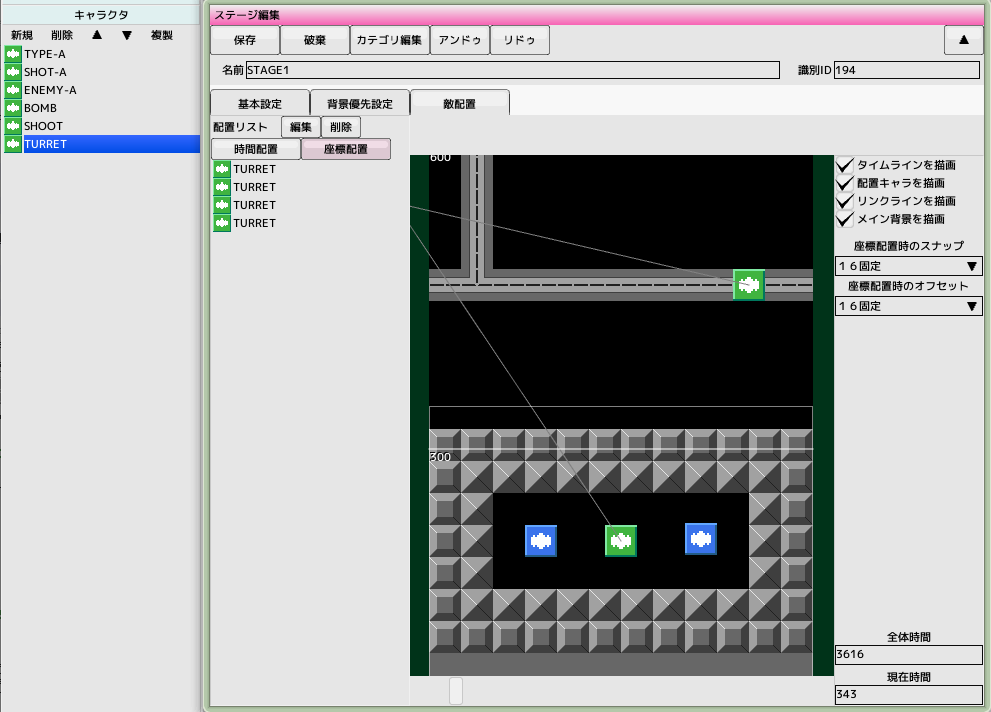 キャラクタ
新規 削除 ▲ ▼ 複製
TYPE-A
SHOT-A
ENEMY-A
BOMB
SHOOT
TURRET
ステージ編集
保存 破棄 カテゴリ編集 アンドゥ リドゥ ▲
名前 STAGE1 識別ID 194
基本設定 背景優先設定 敵配置
配置リスト 編集 削除
時間配置 座標配置
TURRET
TURRET
TURRET
TURRET
600
300
タイムラインを描画
配置キャラを描画
リンクラインを描画
メイン背景を描画
座標配置時のスナップ
１６固定 ▼
座標配置時のオフセット
１６固定 ▼
全体時間
3616
現在時間
343